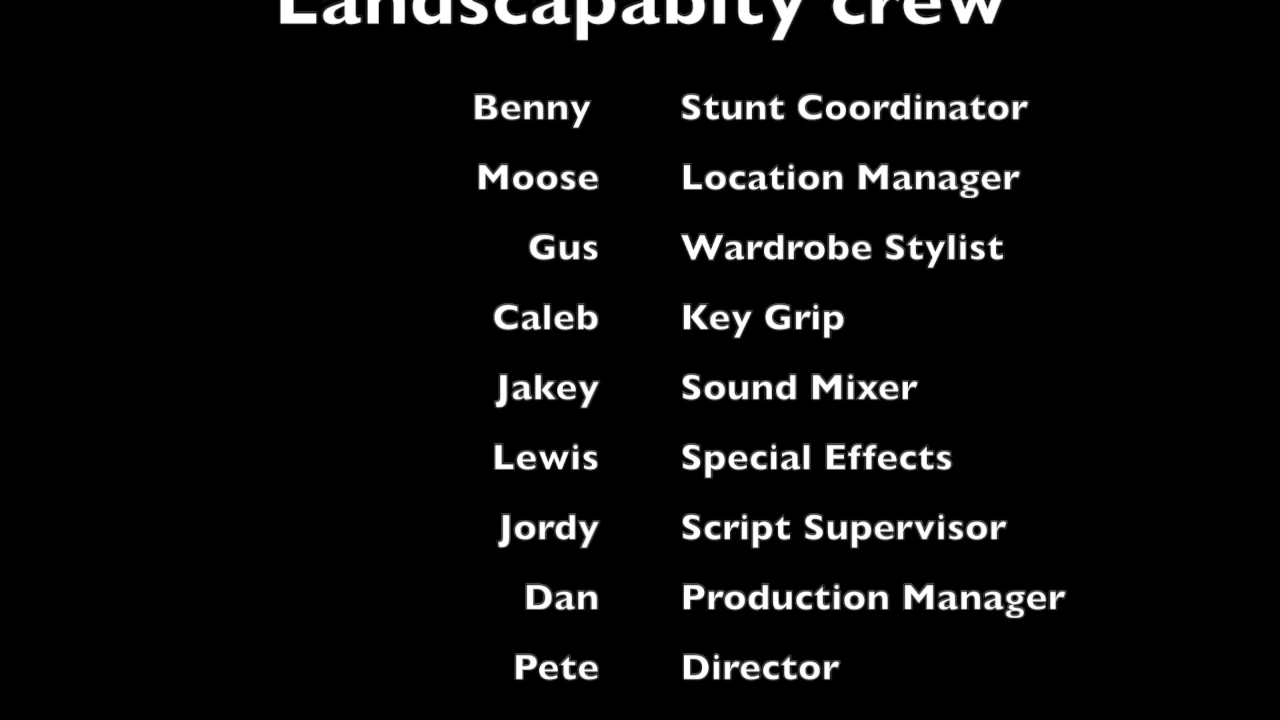 Landscapabity crew
Benny Stunt Coordinator
Moose Location Manager
Gus Wardrobe Stylist
Caleb Key Grip
Jakey Sound Mixer
Lewis Special Effects
Jordy Script Supervisor
Dan Production Manager
Pete Director